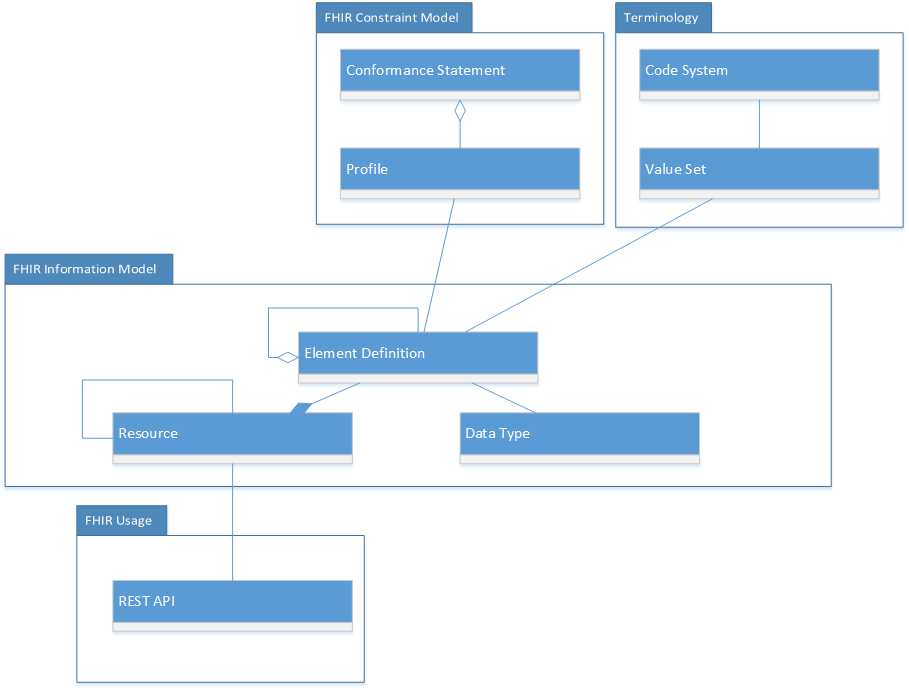 FHIR Constraint Model
Terminology
Conformance Statement
Code System
Profile
Value Set
FHIR Information Model
Element Definition
Resource
Data Type
FHIR Usage
REST API